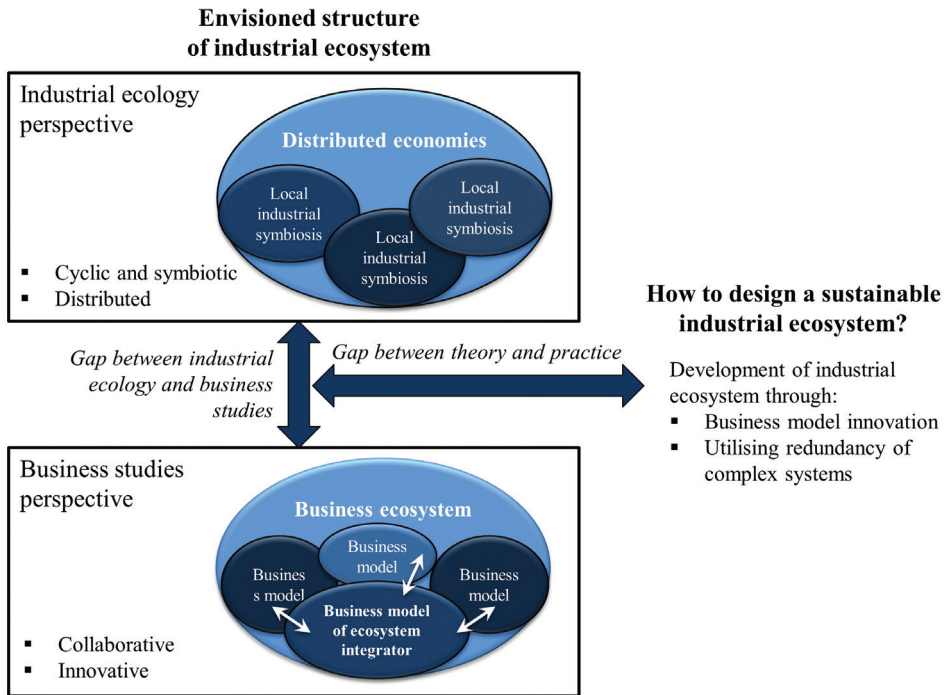 Envisioned structure
of industrial ecosystem
Industrial ecology
perspective
Distributed economies
Local
industrial
symbiosis
Local
industrial
symbiosis
Local
industrial
symbiosis
▪ Cyclic and symbiotic
▪ Distributed
Gap between industrial
ecology and business
studies
Gap between theory and practice
How to design a sustainable
industrial ecosystem?
Development of industrial
ecosystem through:
▪ Business model innovation
▪ Utilising redundancy of
complex systems
Business studies
perspective
Business ecosystem
Business
model
Busines
s model
Business
model
Business model
of ecosystem
integrator
▪ Collaborative
▪ Innovative